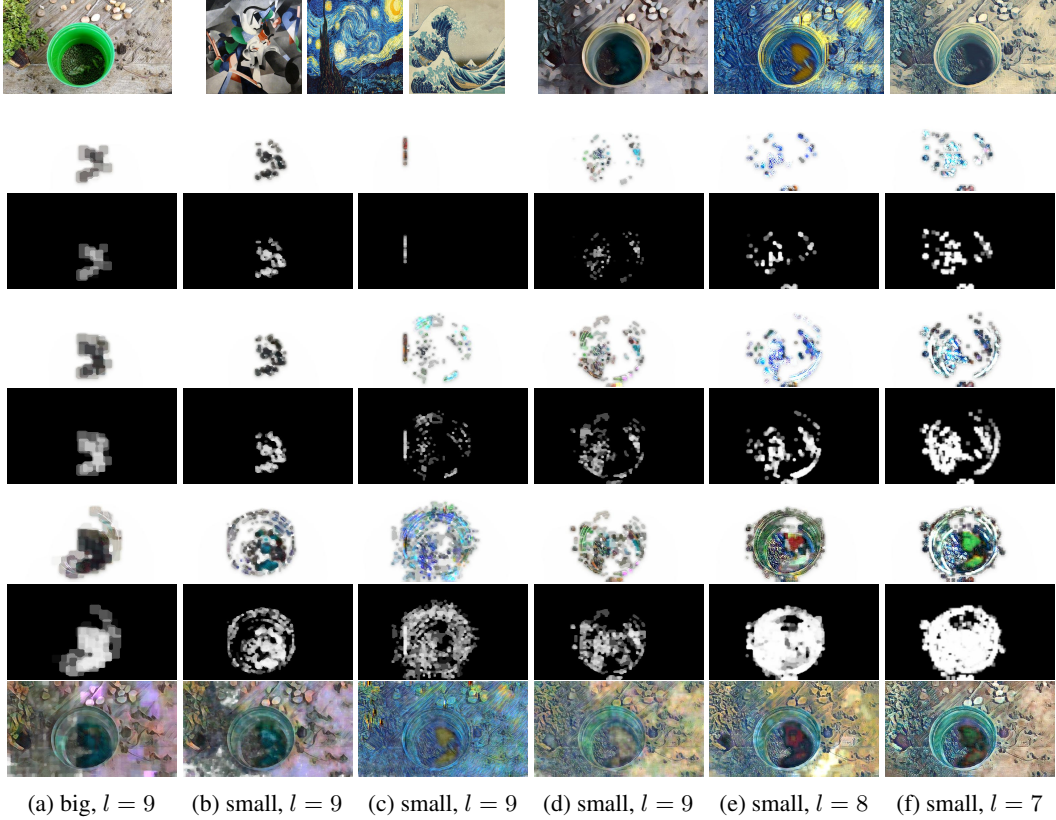 (a) big, l = 9 (b) small, l = 9 (c) small, l = 9 (d) small, l = 9 (e) small, l = 8 (f) small, l = 7